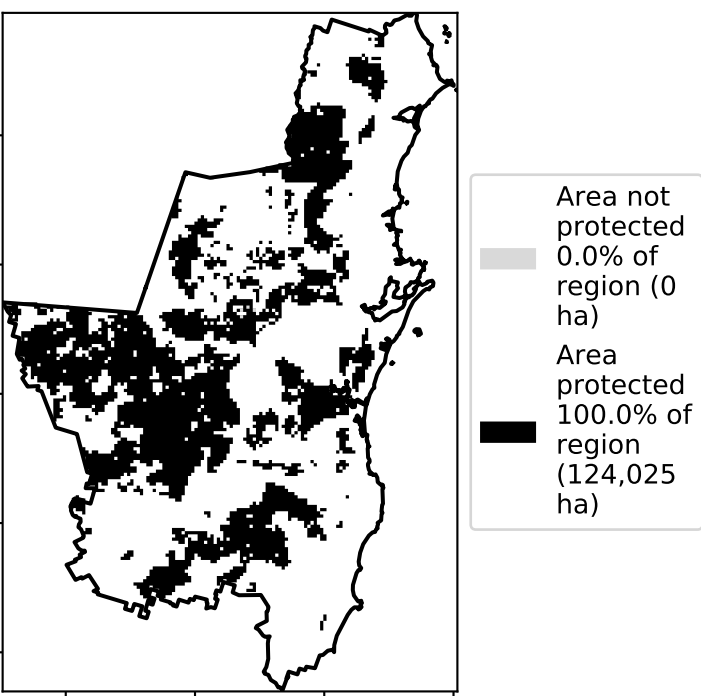 Area not
protected
0.0% of
region (0
ha)
Area
protected
100.0% of
region
(124,025
ha)